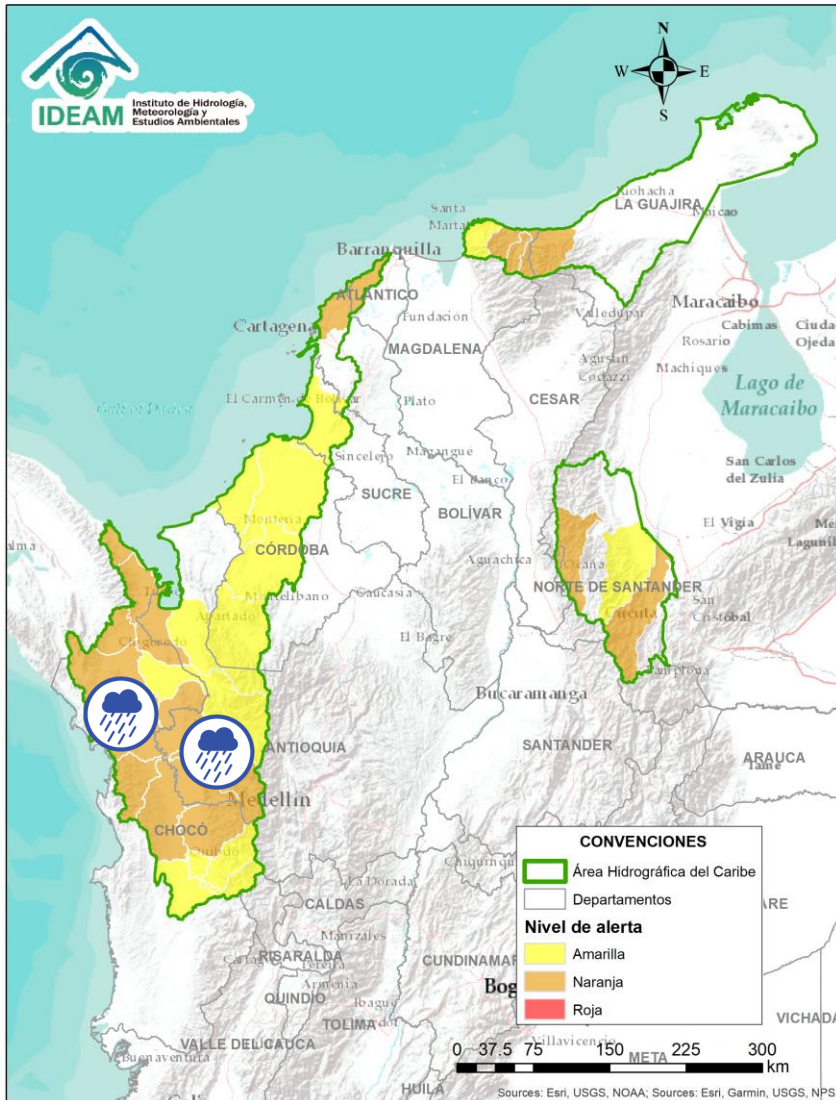 IDEAM
Instituto de Hidrología,
Meteorología y
Estudios Ambientales
N
W
E
S
Riohacha
LA GUAJIRA
Maicao
Santa
Marta
Barranquilla
ATLÁNTICO
Maracaibo
Cabimas
Ciudad
Ojeda
Fundación
Valledupar
Rosario
Cartagena
MAGDALENA
Machiques
Agustín
Codazzi
CESAR
Lago de
Maracaibo
El Carmen de Bolívar
Plato
Sincelejo
Magangué
San Carlos
del Zulia
SUCRE
El Banco
BOLÍVAR
Montería
El Vigía
CÓRDOBA
Aguachica
Ocaña
NORTE DE SANTANDER
Montelíbano
Caucasia
Apartadó
San
Cristóbal
Cúcuta
Chigorodó
El Bagre
Pamplona
Bucaramanga
ANTIOQUIA
SANTANDER
ARAUCA
Tame
Medellín
CHOCÓ
Quibdó
Chiquinqu
La Dorada
CALDAS
Manizales
RISARALDA
Cartago
Pereira
CUNDINAMAR
Armenia
QUINDÍO
Ibagué
Bog
TOLIMA
VICHADA
VALLE DEL CAUCA
Buenaventura
Villavicencio
META
HUILA
CONVENCIONES
Área Hidrográfica del Caribe
Departamentos
Nivel de alerta
Amarilla
Naranja
Roja
0 37.5 75 150 225 300
km
Sources: Esri, USGS, NOAA; Sources: Esri, Garmin, USGS, NPS